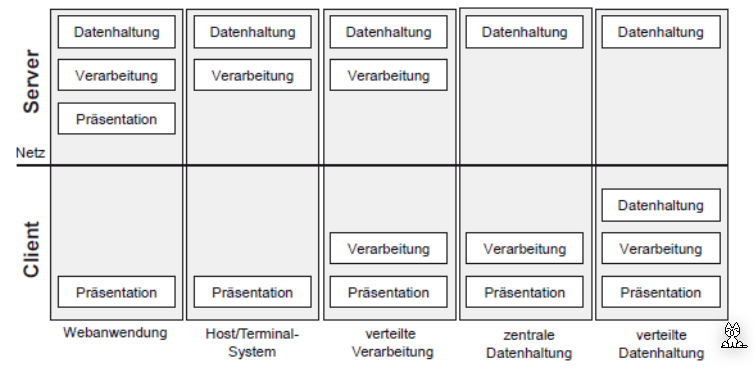 Server
Datenhaltung Datenhaltung Datenhaltung Datenhaltung Datenhaltung
Verarbeitung Verarbeitung Verarbeitung
Präsentation
Netz
Client
Datenhaltung
Verarbeitung Verarbeitung Verarbeitung
Präsentation Präsentation Präsentation Präsentation Präsentation
Webanwendung
Host/Terminal-
System
verteilte
Verarbeitung
zentrale
Datenhaltung
verteilte
Datenhaltung